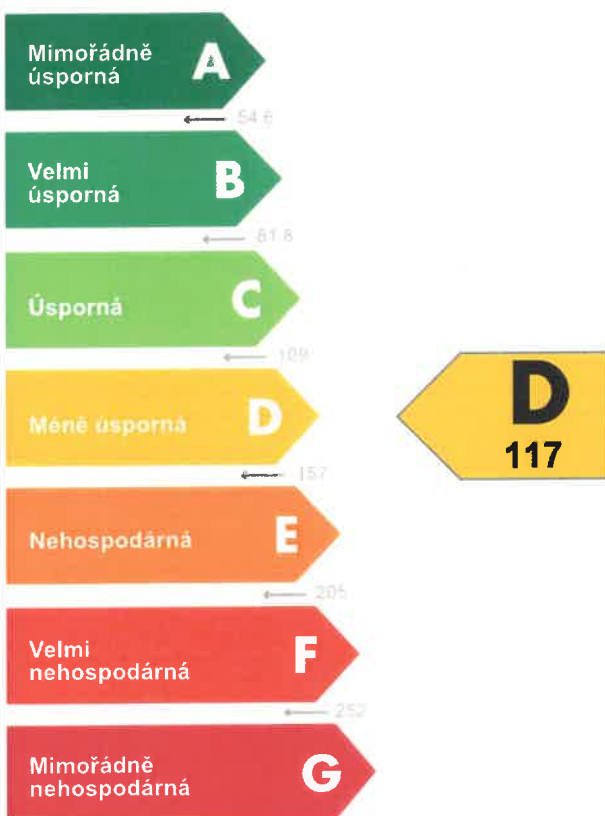 Mimořádně
úsporná
A
54.6
Velmi
úsporná
B
81.8
Úsporná
C
109
Méně úsporná
D
157
D
117
Nehospodárná
E
205
Velmi
nehospodárná
F
252
Mimořádně
nehospodárná
G